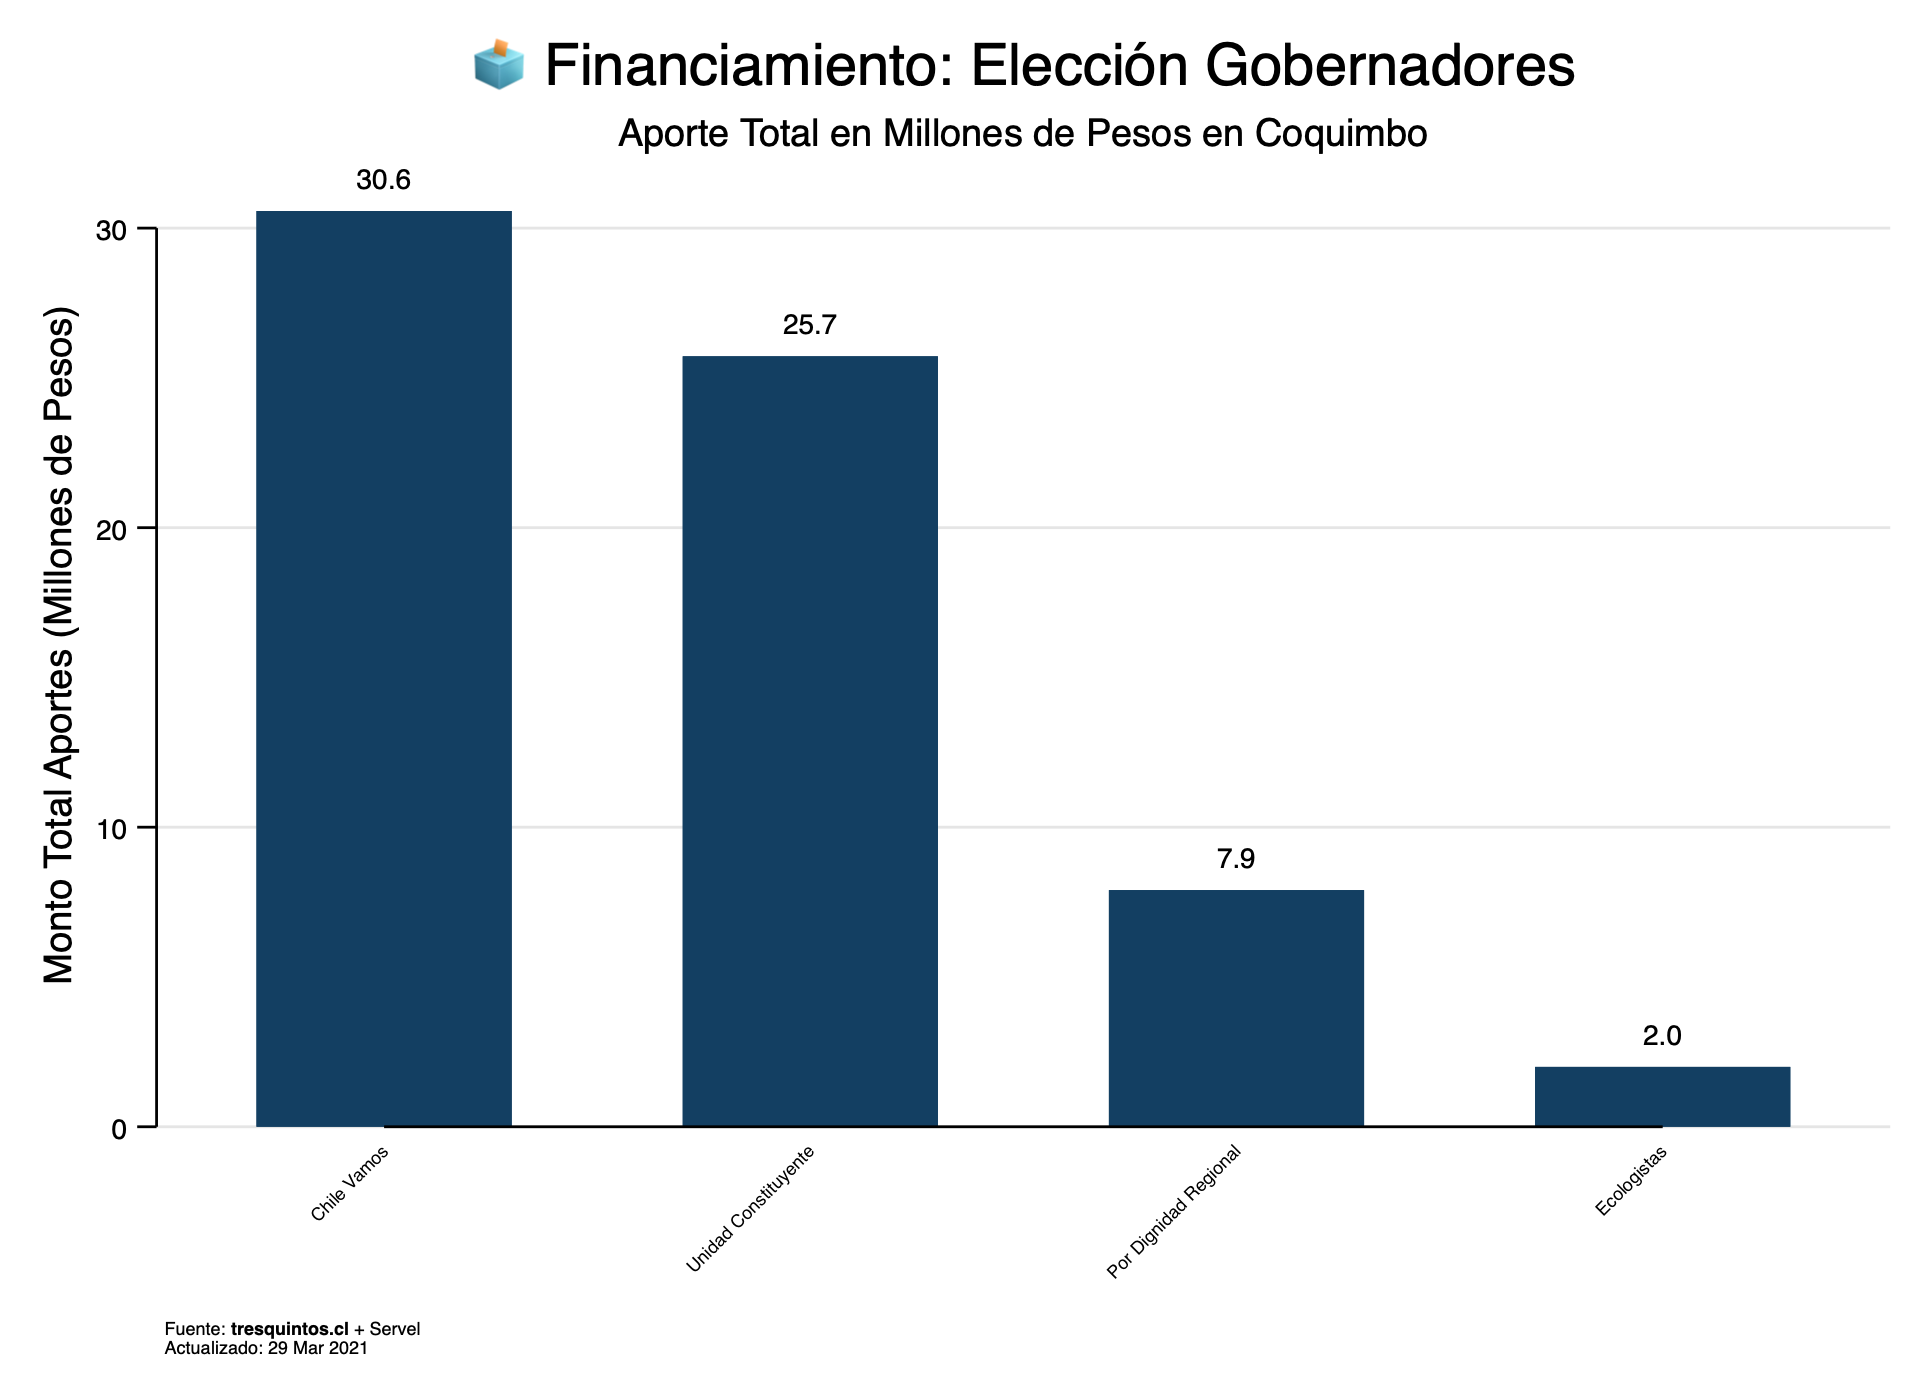 Financiamiento: Elección Gobernadores
Aporte Total en Millones de Pesos en Coquimbo
Monto Total Aportes (Millones de Pesos)
30
20
10
0
30.6
25.7
7.9
2.0
Chile Vamos
Unidad Constituyente
Por Dignidad Regional
Ecologistas
Fuente: tresquintos.cl + Servel
Actualizado: 29 Mar 2021